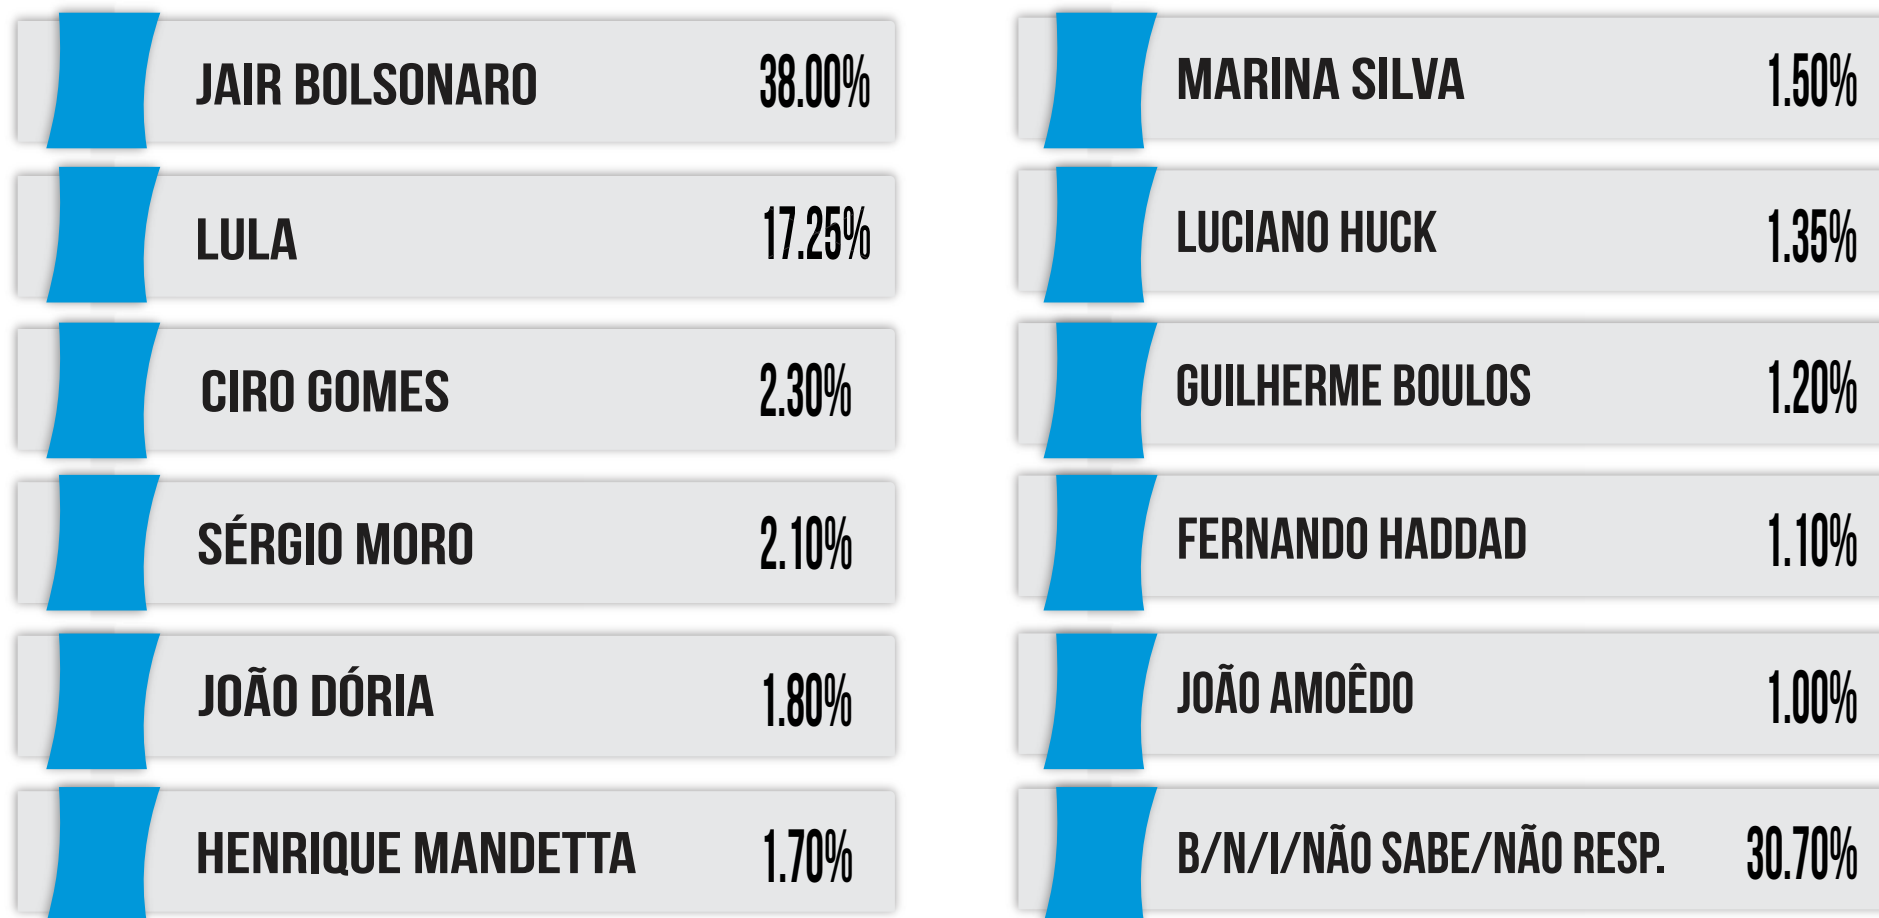 JAIR BOLSONARO 38.00%
LULA 17.25%
CIRO GOMES 2.30%
SÉRGIO MORO 2.10%
JOÃO DÓRIA 1.80%
HENRIQUE MANDETTA 1.70%
MARINA SILVA 1.50%
LUCIANO HUCK 1.35%
GUILHERME BOULOS 1.20%
FERNANDO HADDAD 1.10%
JOÃO AMOÊDO 1.00%
B/N/I/NÃO SABE/NÃO RESP. 30.70%